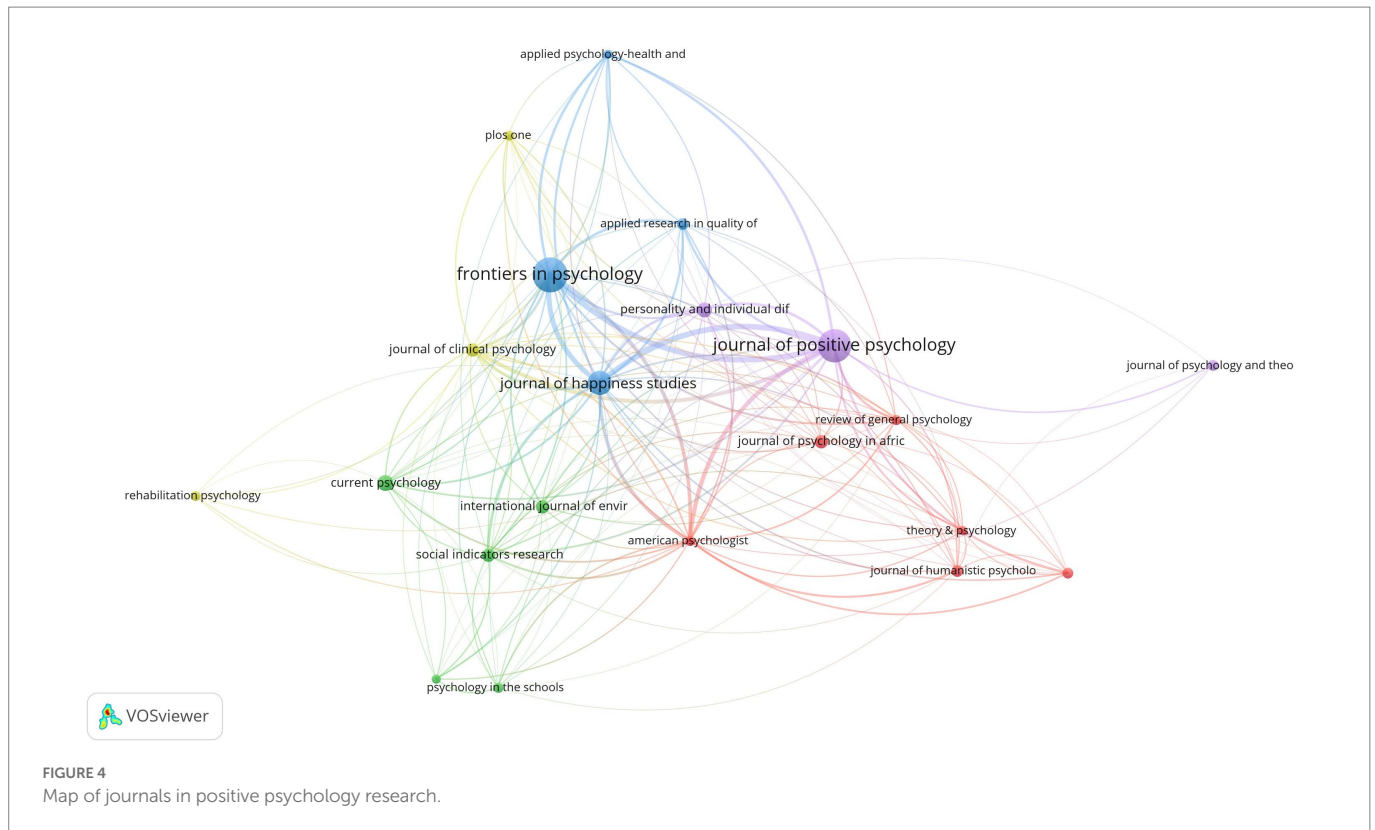 applied psychology-health and
plos one
applied research in quality of
frontiers in psychology
personality and individual dif
journal of positive psychology
journal of clinical psychology
journal of psychology and theo
journal of happiness studies
review of general psychology
journal of psychology in afric
current psychology
rehabilitation psychology
international journal of envir
theory & psychology
american psychologist
social indicators research
journal of humanistic psycholo
psychology in the schools
VOSviewer
FIGURE 4
Map of journals in positive psychology research.